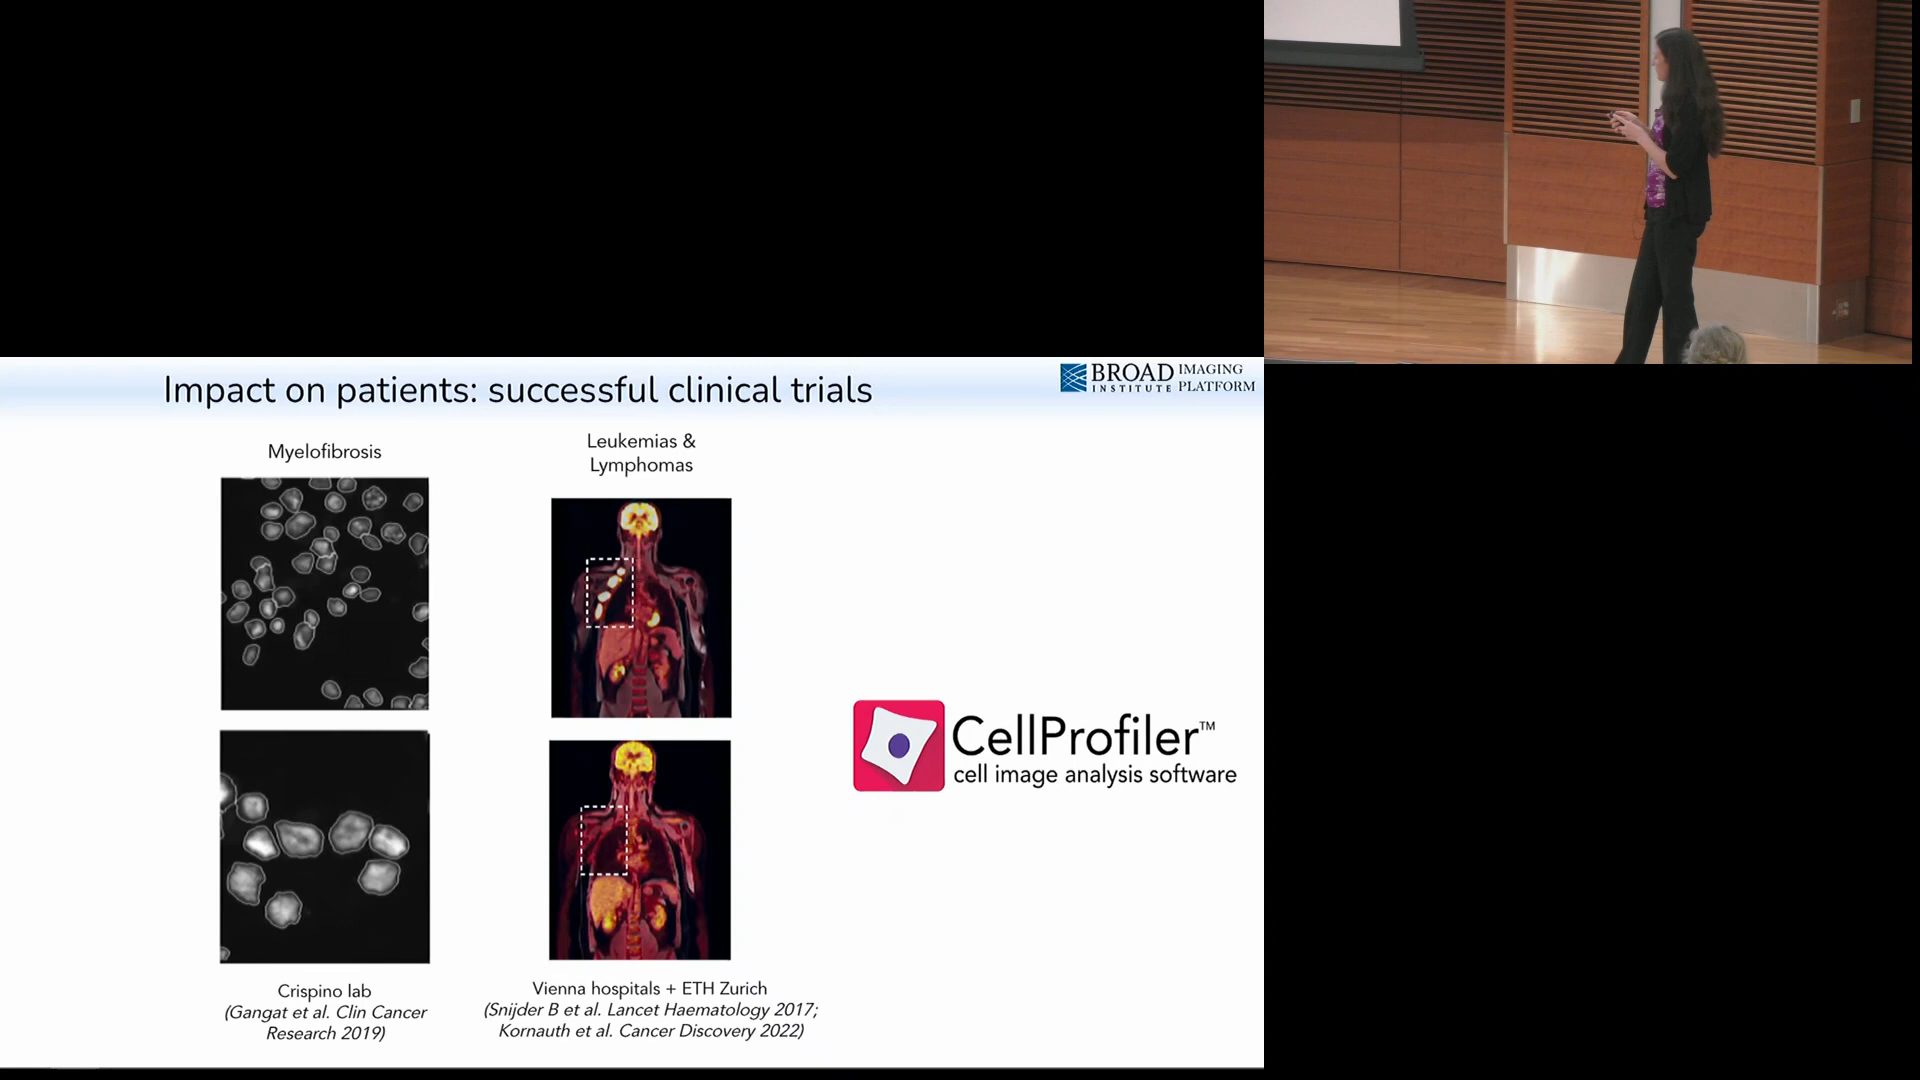 Impact on patients: successful clinical trials
BROAD INSTITUTE
IMAGING PLATFORM
Myelofibrosis
Leukemias &
Lymphomas
CellProfiler™
cell image analysis software
Crispino lab
(Gangat et al. Clin Cancer
Research 2019)
Vienna hospitals + ETH Zurich
(Snijder B et al. Lancet Haematology 2017;
Kornauth et al. Cancer Discovery 2022)